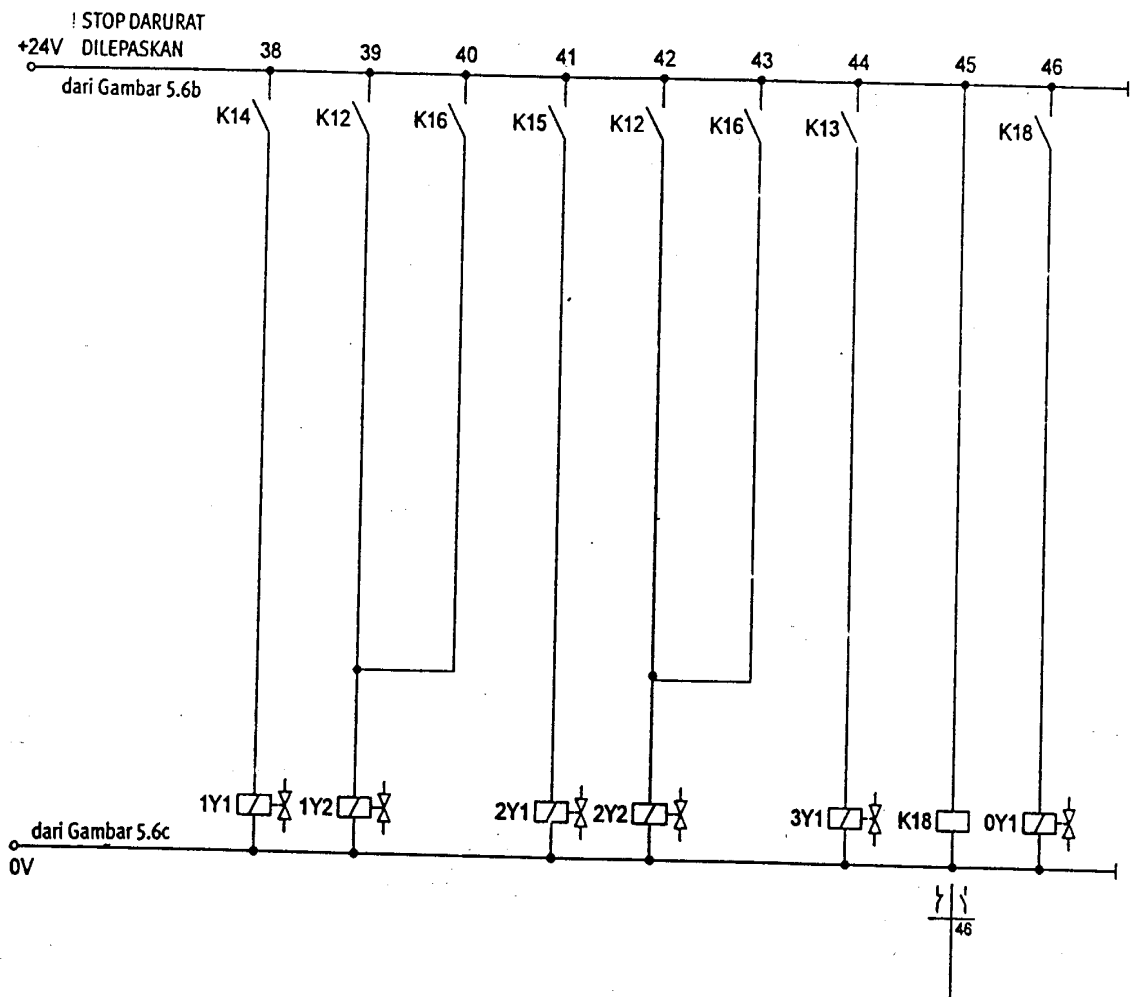 ! STOP DARURAT
+24V DILEPASKAN
38 39 40 41 42 43 44 45 46
dari Gambar 5.6b
K14 K12 K16 K15 K12 K16 K13 K18
1Y1 1Y2 2Y1 2Y2 3Y1 K18 0Y1
dari Gambar 5.6c
0V
46